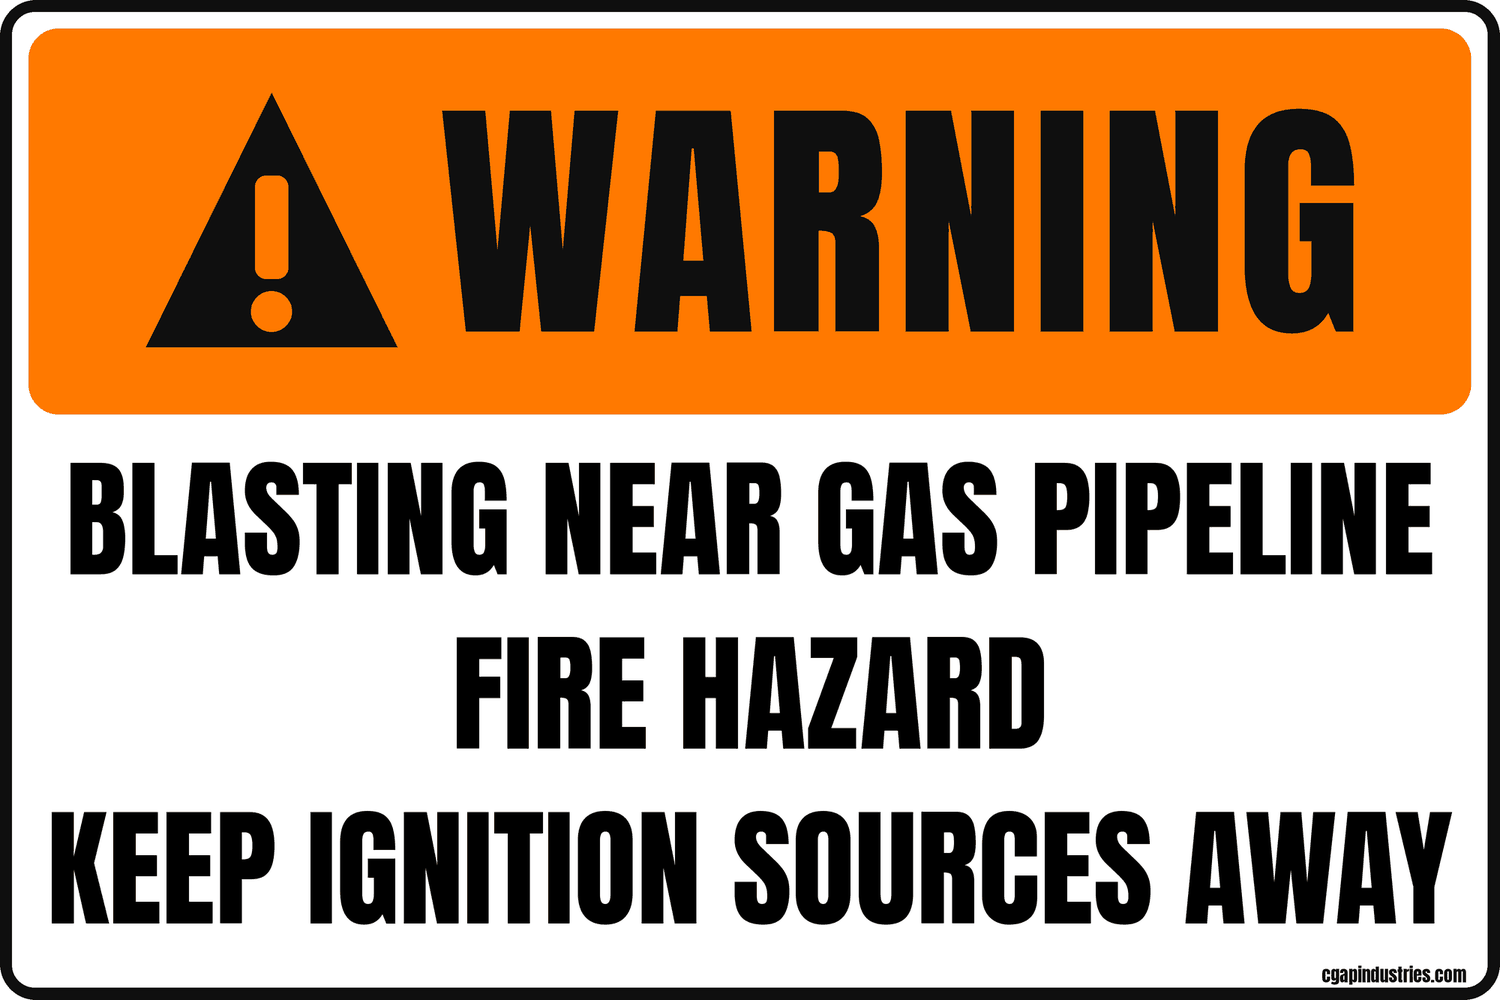 WARNING
BLASTING NEAR GAS PIPELINE
FIRE HAZARD
KEEP IGNITION SOURCES AWAY
cgapindustries.com